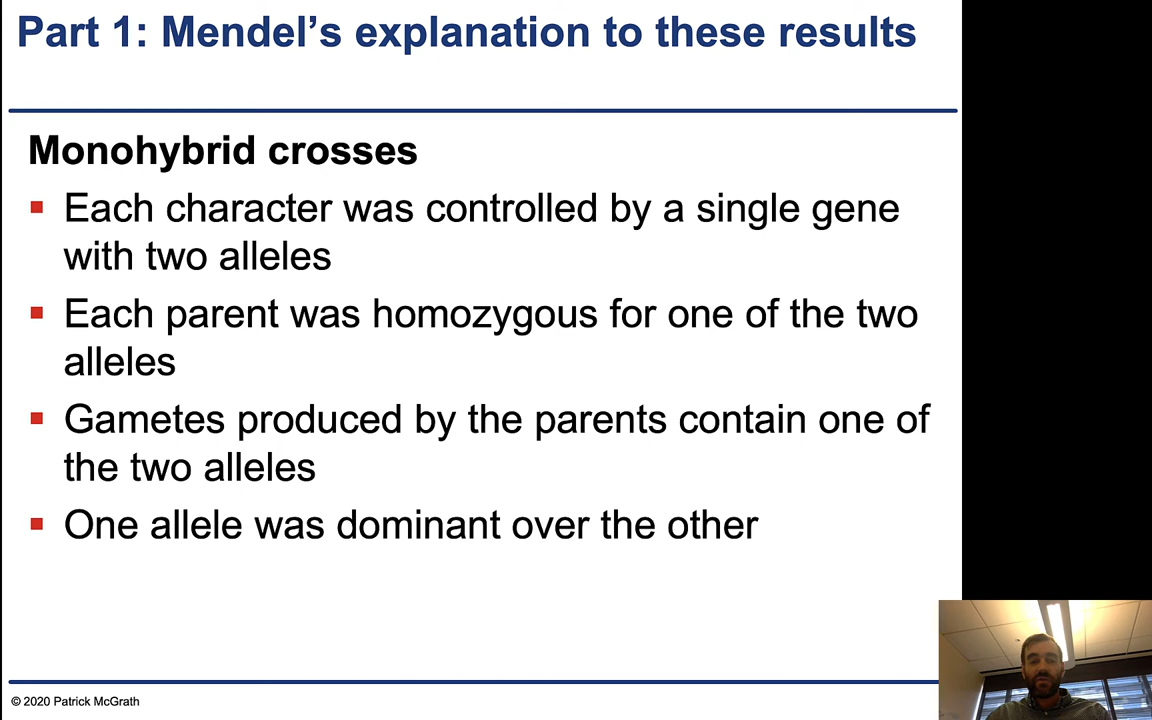 Part 1: Mendel’s explanation to these results
Monohybrid crosses
▪ Each character was controlled by a single gene
with two alleles
▪ Each parent was homozygous for one of the two
alleles
▪ Gametes produced by the parents contain one of
the two alleles
▪ One allele was dominant over the other
© 2020 Patrick McGrath